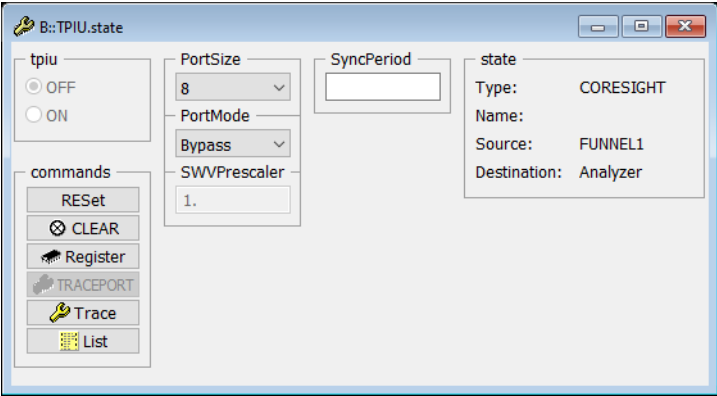 B::TPIU.state
tpiu
OFF
ON
commands
RESet
CLEAR
Register
TRACEPORT
Trace
List
PortSize
8
PortMode
Bypass
SWVPrescaler
1.
SyncPeriod
state
Type: CORESIGHT
Name:
Source: FUNNEL1
Destination: Analyzer